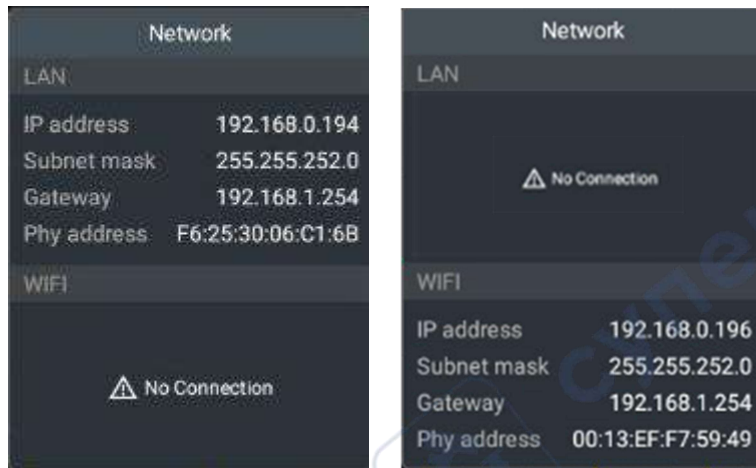 Network
LAN
IP address 192.168.0.194
Subnet mask 255.255.252.0
Gateway 192.168.1.254
Phy address F6:25:30:06:C1:6B
WIFI
No Connection
Network
LAN
No Connection
WIFI
IP address 192.168.0.196
Subnet mask 255.255.252.0
Gateway 192.168.1.254
Phy address 00:13:EF:F7:59:49